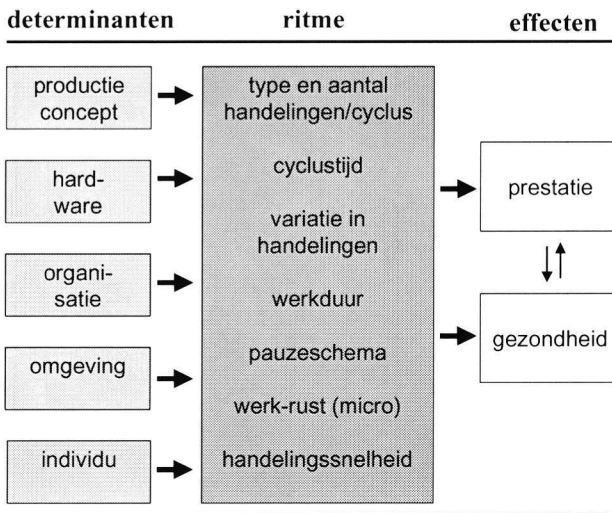 determinanten ritme effecten
productie
concept
hard-
ware
organi-
satie
omgeving
individu
type en aantal
handelingen/cyclus
cyclustijd
variatie in
handelingen
werkduur
pauzeschema
werk-rust (micro)
handelingssnelheid
prestatie
gezondheid